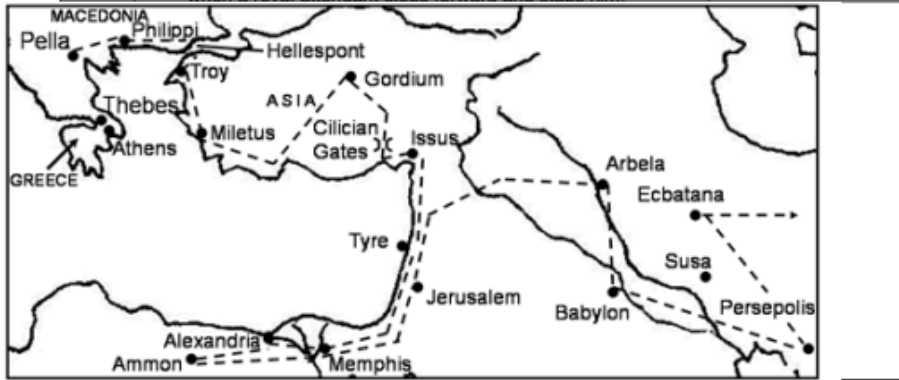 MACEDONIA
Philippi
Pella
Hellespont
Troy
Gordium
ASIA
Thebes
Miletus
Cilician
Gates
Issus
Athens
GREECE
Arbela
Ecbatana
Tyre
Susa
Jerusalem
Babylon
Persepolis
Alexandria
Ammon
Memphis